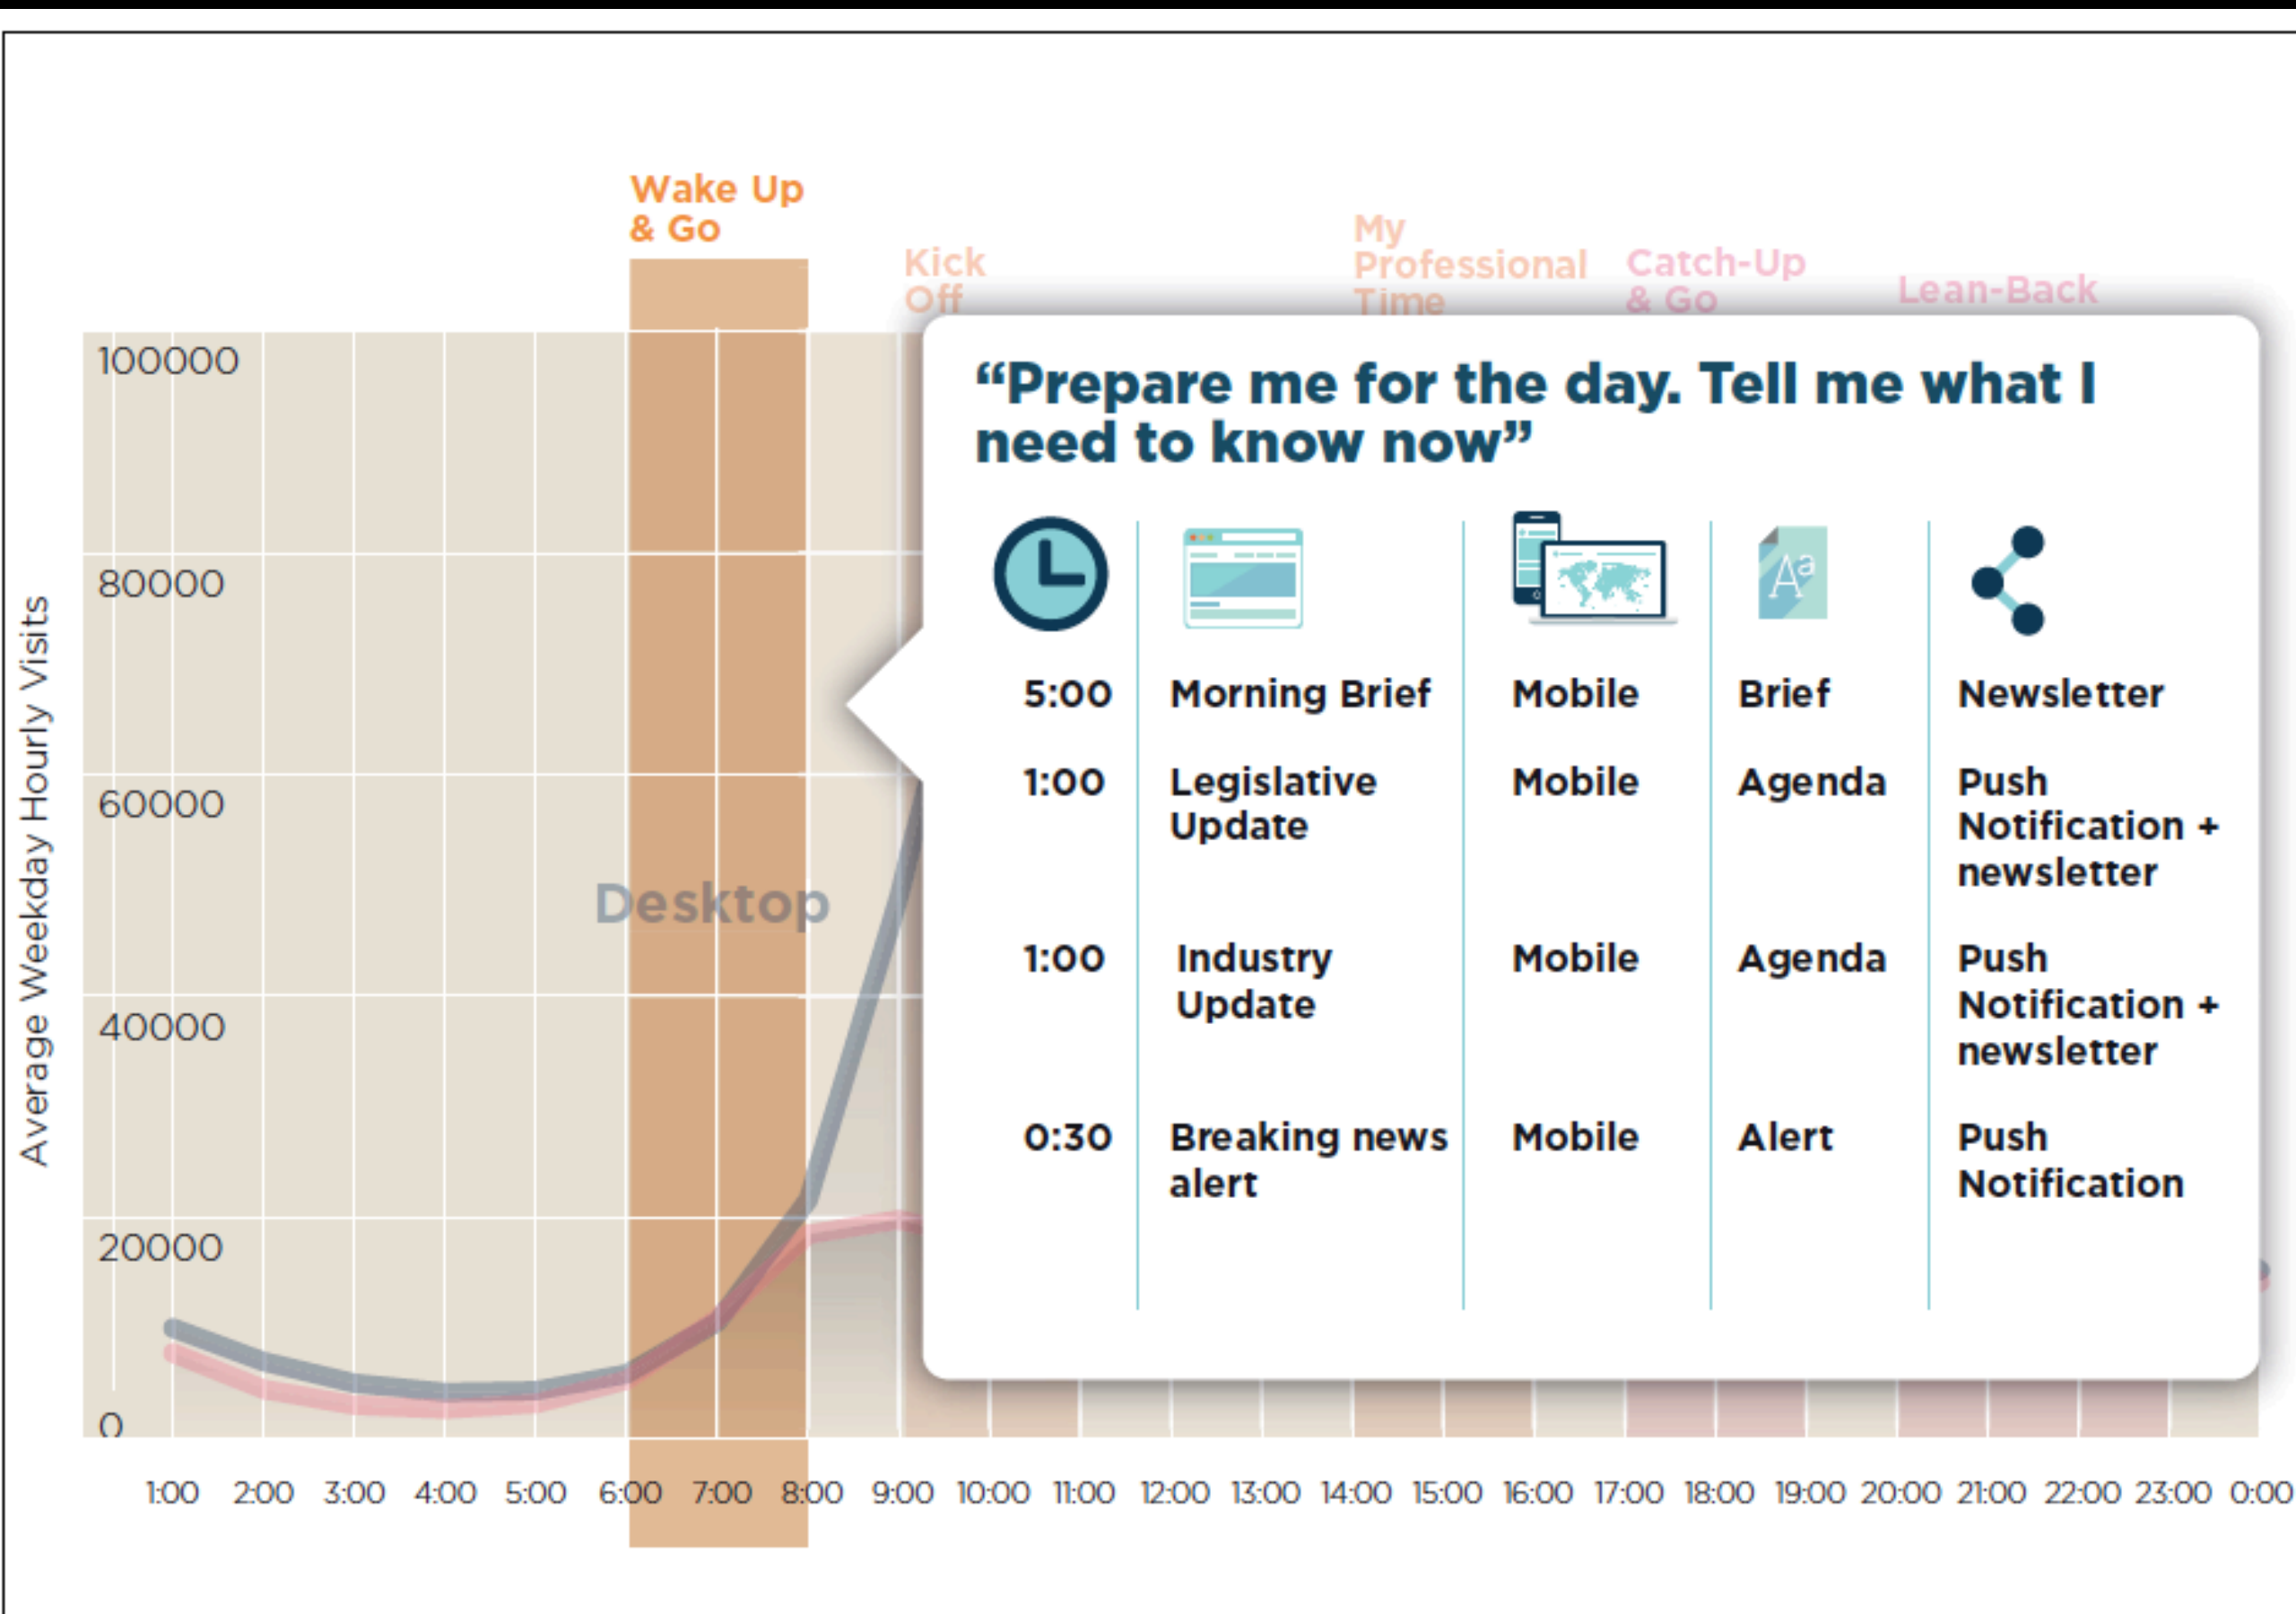 Wake Up
& Go
Kick
Off
My
Professional
Time
Catch-Up
& Go
Lean-Back
Average Weekday Hourly Visits
100000
80000
60000
40000
20000
0
Desktop
“Prepare me for the day. Tell me what I
need to know now”
Aa
5:00 Morning Brief Mobile Brief Newsletter
1:00 Legislative Mobile Agenda Push
Update Notification +
newsletter
1:00 Industry Mobile Agenda Push
Update Notification +
newsletter
0:30 Breaking news Mobile Alert Push
alert Notification
1:00 2:00 3:00 4:00 5:00 6:00 7:00 8:00 9:00 10:00 11:00 12:00 13:00 14:00 15:00 16:00 17:00 18:00 19:00 20:00 21:00 22:00 23:00 0:00